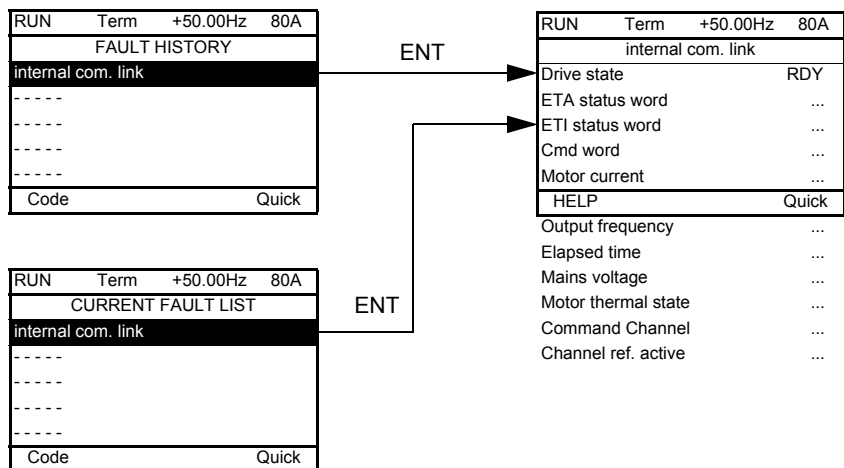 RUN Term +50.00Hz 80A
FAULT HISTORY
internal com. link
- - - - -
- - - - -
- - - - -
- - - - -
Code Quick
ENT
RUN Term +50.00Hz 80A
CURRENT FAULT LIST
internal com. link
- - - - -
- - - - -
- - - - -
- - - - -
Code Quick
ENT
RUN Term +50.00Hz 80A
internal com. link
Drive state RDY
ETA status word ...
ETI status word ...
Cmd word ...
Motor current ...
HELP Quick
Output frequency ...
Elapsed time ...
Mains voltage ...
Motor thermal state ...
Command Channel ...
Channel ref. active ...